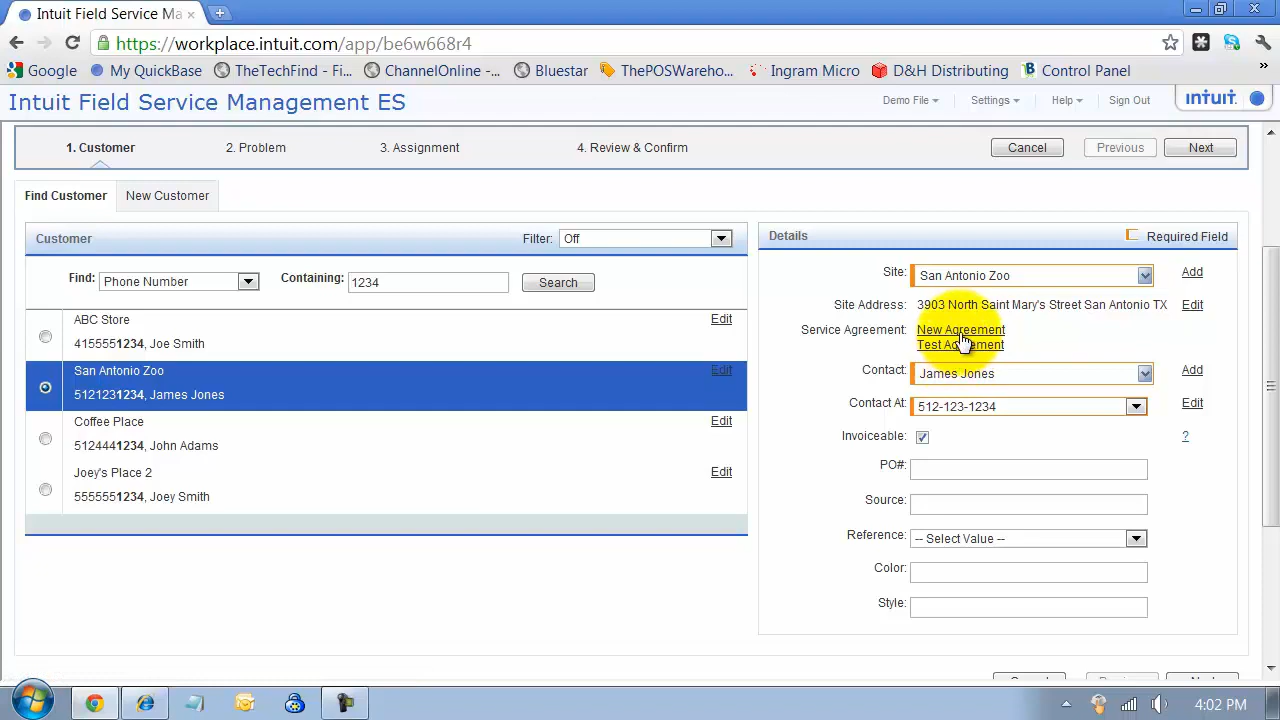 Intuit Field Service Ma
https://workplace.intuit.com/app/be6w668r4
Google My QuickBase TheTechFind - Fi... ChannelOnline -... Bluestar ThePOSWareho... Ingram Micro D&H Distributing Control Panel »
Intuit Field Service Management ES
Demo File Settings Help Sign Out intuit
1. Customer 2. Problem 3. Assignment 4. Review & Confirm Cancel Previous Next
Find Customer New Customer
Customer Filter: Off
Find: Phone Number Containing: 1234 Search
ABC Store Edit
4155551234, Joe Smith
San Antonio Zoo Edit
5121231234, James Jones
Coffee Place Edit
5124441234, John Adams
Joey's Place 2 Edit
5555551234, Joey Smith
Details Required Field
Site: San Antonio Zoo Add
Site Address: 3903 North Saint Mary's Street San Antonio TX Edit
Service Agreement: New Agreement
Test Agreement
Contact: James Jones Add
Contact At: 512-123-1234 Edit
Invoiceable: ?
PO#:
Source:
Reference: -- Select Value --
Color:
Style:
4:02 PM